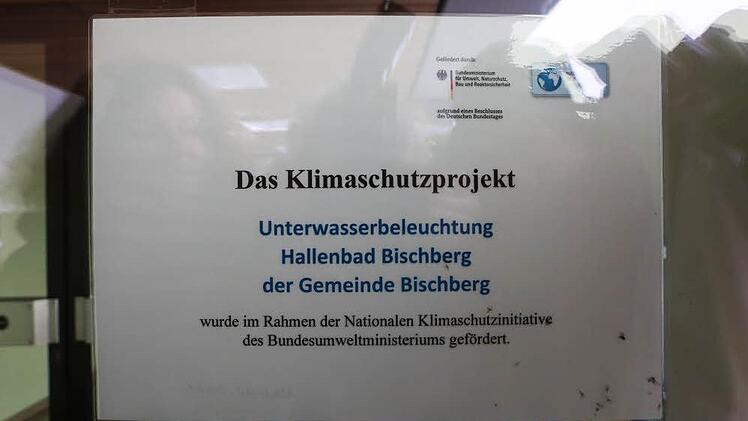 Gefördert durch:
Bundesministerium
für Umwelt, Naturschutz,
Bau und Reaktorsicherheit
aufgrund eines Beschlusses
des Deutschen Bundestages
Das Klimaschutzprojekt
Unterwasserbeleuchtung
Hallenbad Bischberg
der Gemeinde Bischberg
wurde im Rahmen der Nationalen Klimaschutzinitiative
des Bundesumweltministeriums gefördert.